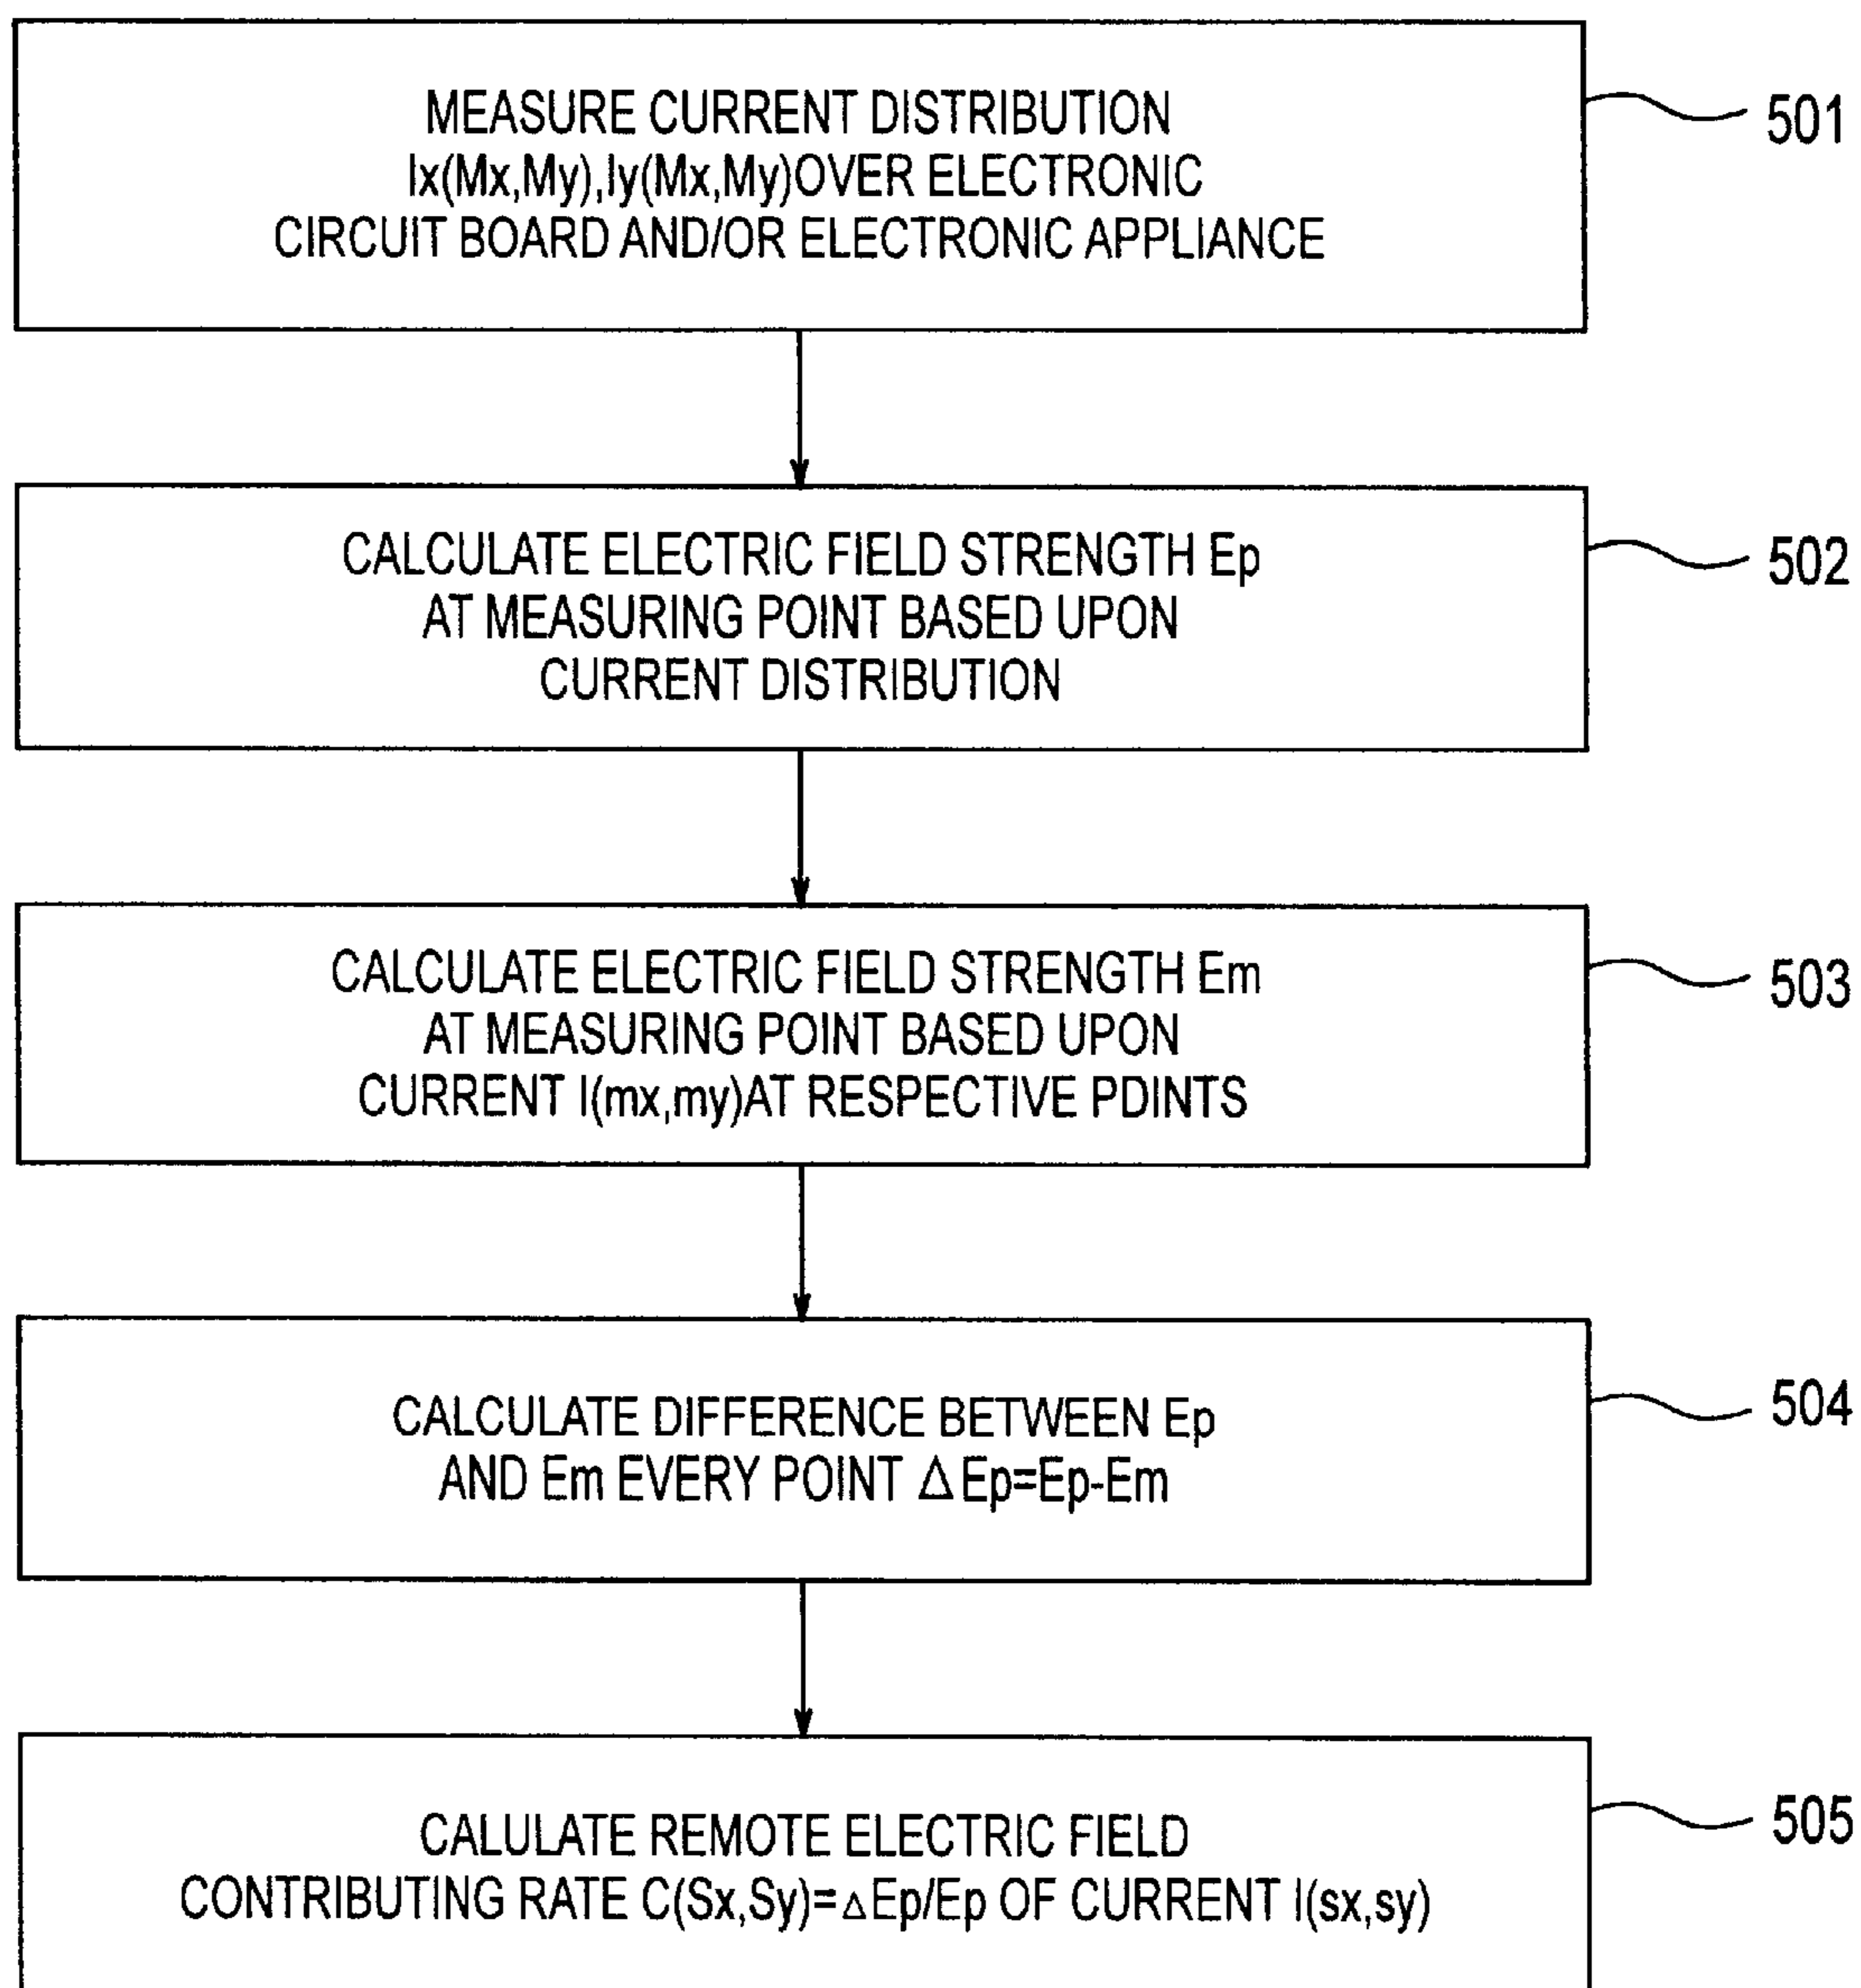 MEASURE CURRENT DISTRIBUTION
Ix(Mx,My),Iy(Mx,My)OVER ELECTRONIC
CIRCUIT BOARD AND/OR ELECTRONIC APPLIANCE
501
CALCULATE ELECTRIC FIELD STRENGTH Ep
AT MEASURING POINT BASED UPON
CURRENT DISTRIBUTION
502
CALCULATE ELECTRIC FIELD STRENGTH Em
AT MEASURING POINT BASED UPON
CURRENT I(mx,my)AT RESPECTIVE PDINTS
503
CALCULATE DIFFERENCE BETWEEN Ep
AND Em EVERY POINT ΔEp=Ep-Em
504
CALULATE REMOTE ELECTRIC FIELD
CONTRIBUTING RATE C(Sx,Sy)=ΔEp/Ep OF CURRENT I(sx,sy)
505